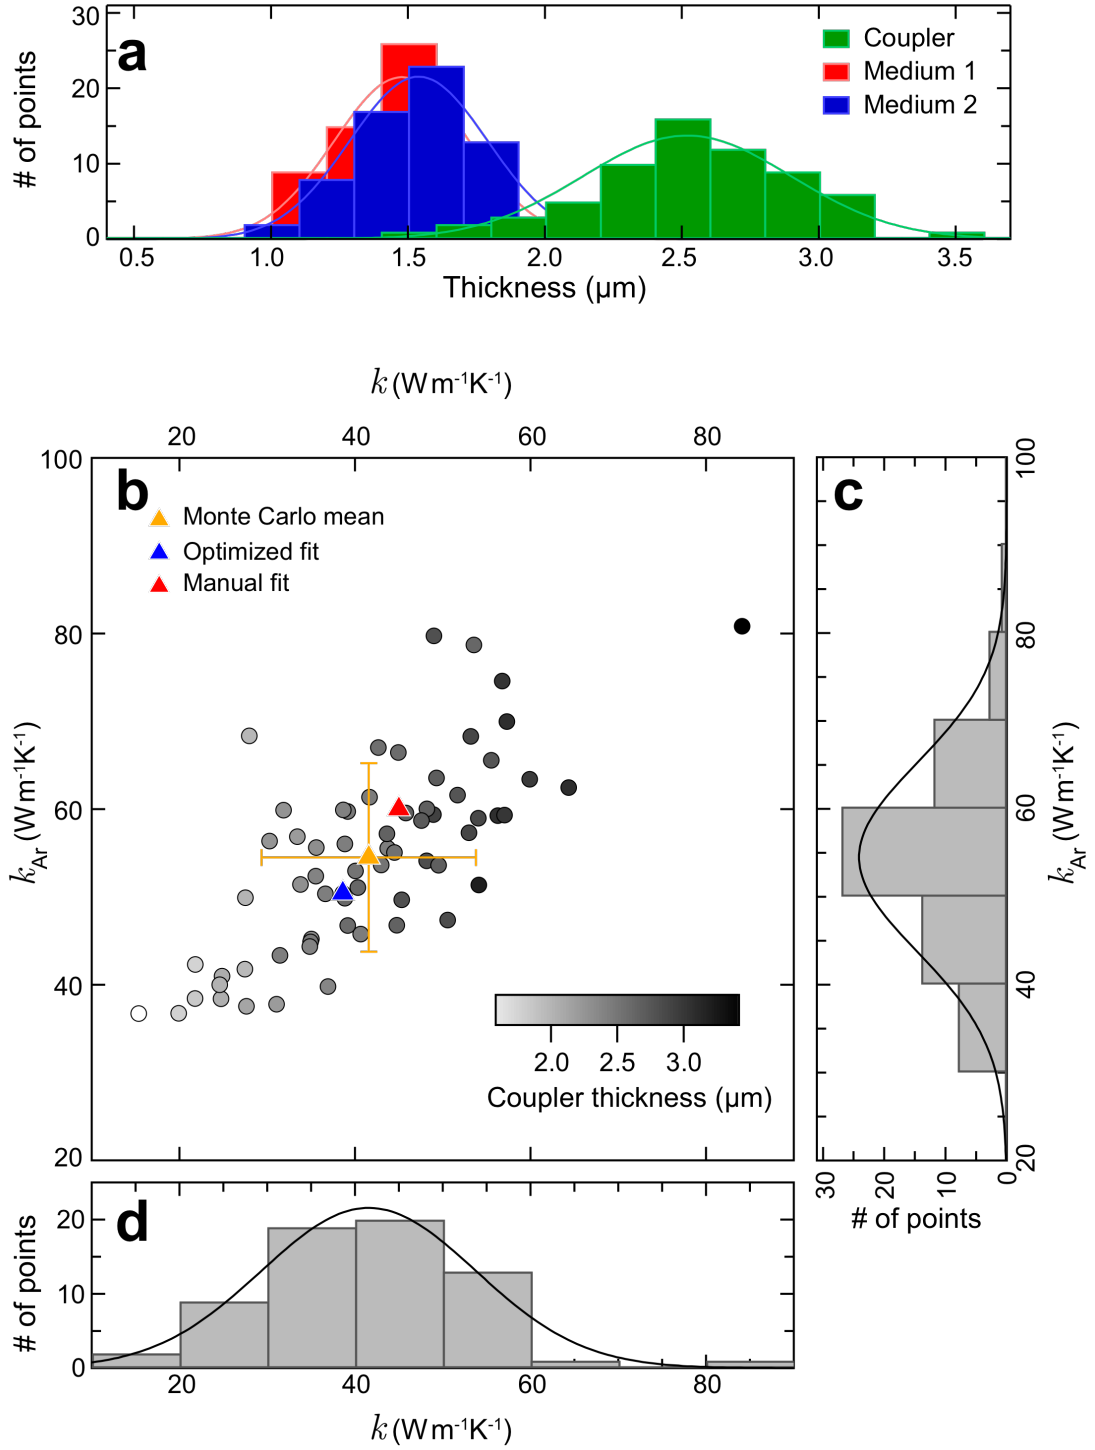 a
# of points
30
20
10
0
Coupler
Medium 1
Medium 2
0.5 1.0 1.5 2.0 2.5 3.0 3.5
Thickness (µm)
k (Wm⁻¹K⁻¹)
20 40 60 80
b
k_Ar (Wm⁻¹K⁻¹)
100
80
60
40
20
Monte Carlo mean
Optimized fit
Manual fit
2.0 2.5 3.0
Coupler thickness (µm)
c
100
80
60
40
20
k_Ar (Wm⁻¹K⁻¹)
30 20 10 0
# of points
d
# of points
20
10
0
20 40 60 80
k (Wm⁻¹K⁻¹)